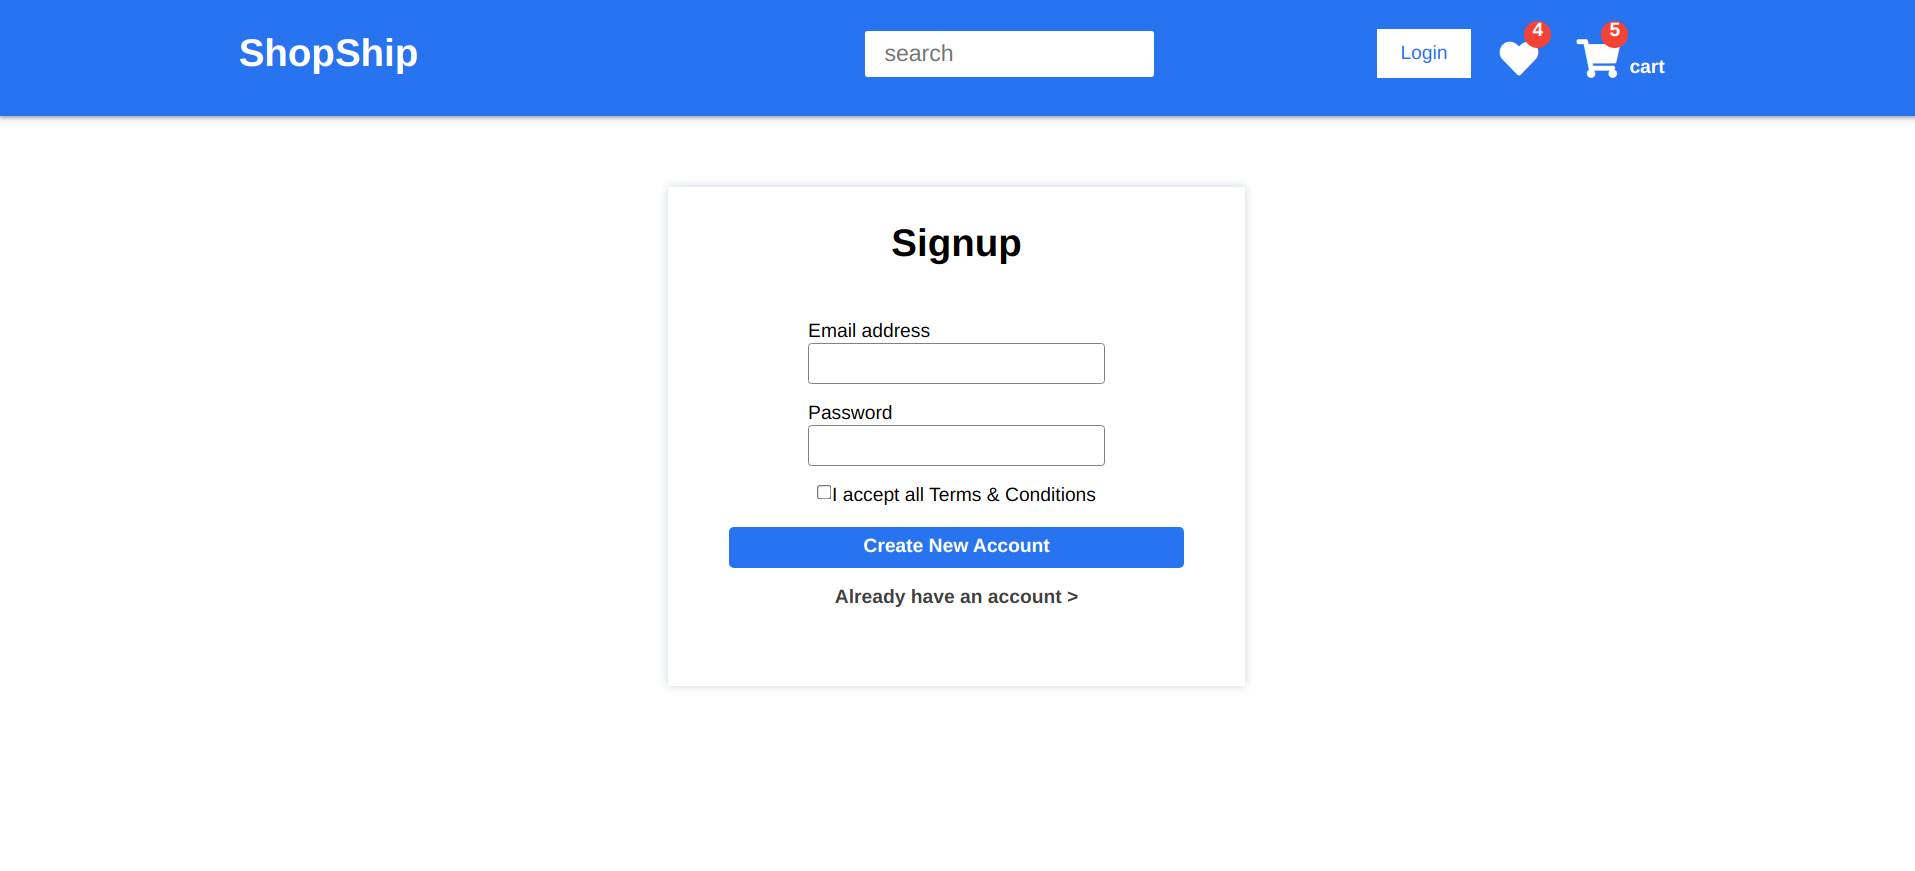 ShopShip
search
Login
4
5
cart
Signup
Email address
Password
I accept all Terms & Conditions
Create New Account
Already have an account >